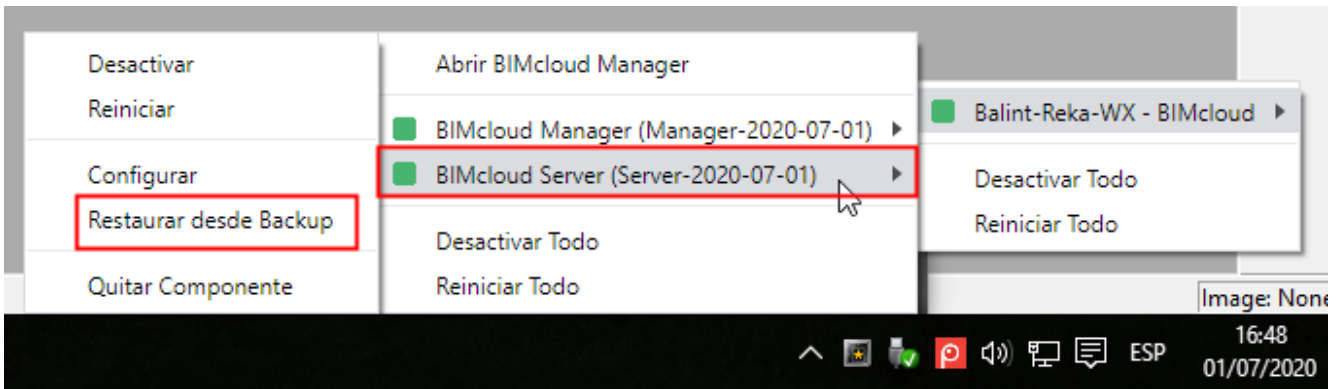 Desactivar
Reiniciar
Configurar
Restaurar desde Backup
Quitar Componente
Abrir BIMcloud Manager
BIMcloud Manager (Manager-2020-07-01)
BIMcloud Server (Server-2020-07-01)
Desactivar Todo
Reiniciar Todo
Balint-Reka-WX - BIMcloud
Desactivar Todo
Reiniciar Todo
Image: None
ESP
16:48
01/07/2020